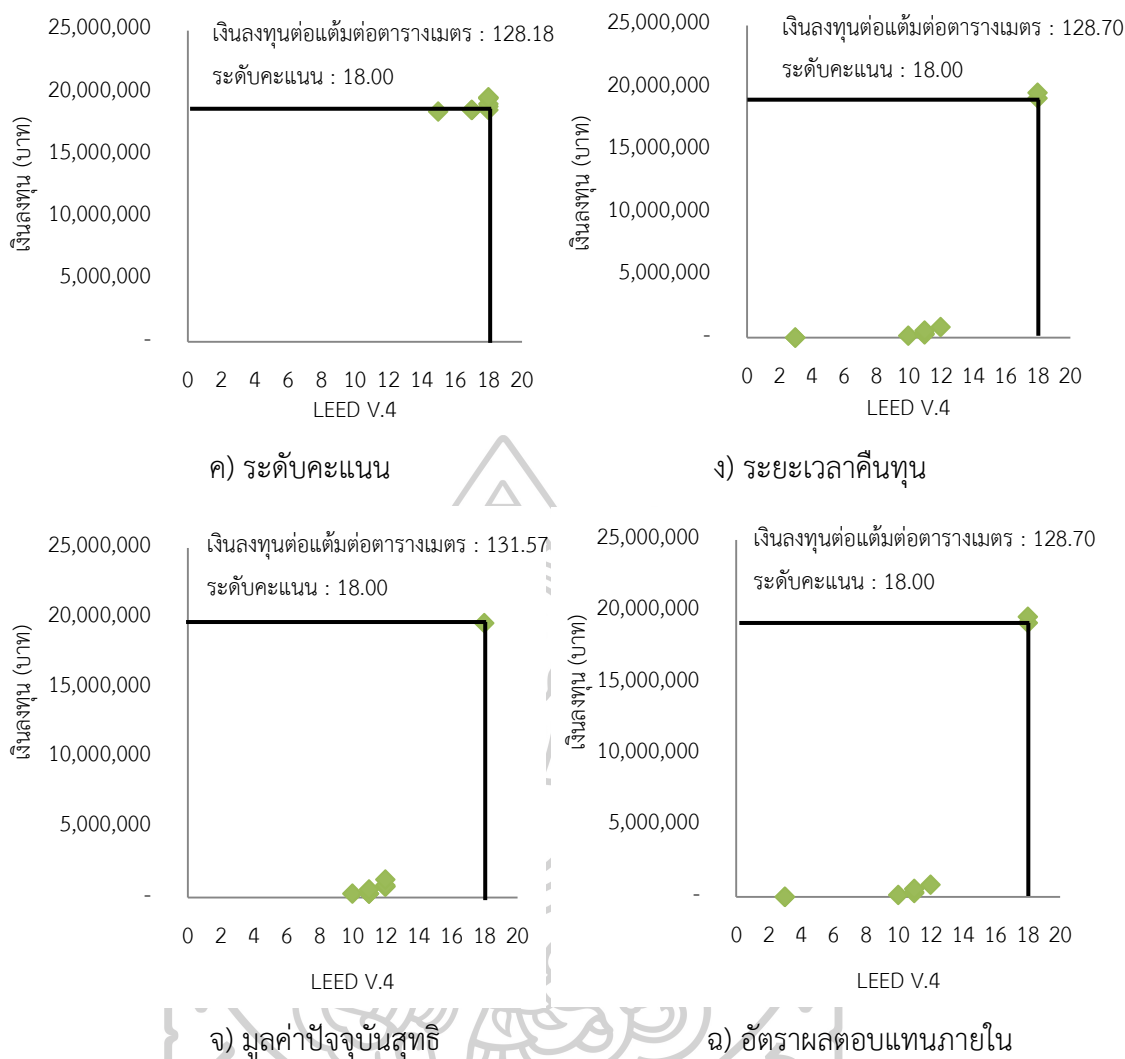 เงินลงทุนต่อแต้มต่อตารางเมตร : 128.18
ระดับคะแนน : 18.00
เงินลงทุน (บาท)
25,000,000
20,000,000
15,000,000
10,000,000
5,000,000
-
0 2 4 6 8 10 12 14 16 18 20
LEED V.4
ค) ระดับคะแนน
เงินลงทุนต่อแต้มต่อตารางเมตร : 128.70
ระดับคะแนน : 18.00
เงินลงทุน (บาท)
25,000,000
20,000,000
15,000,000
10,000,000
5,000,000
-
0 2 4 6 8 10 12 14 16 18 20
LEED V.4
ง) ระยะเวลาคืนทุน
เงินลงทุนต่อแต้มต่อตารางเมตร : 131.57
ระดับคะแนน : 18.00
เงินลงทุน (บาท)
25,000,000
20,000,000
15,000,000
10,000,000
5,000,000
-
0 2 4 6 8 10 12 14 16 18 20
LEED V.4
จ) มูลค่าปัจจุบันสุทธิ
เงินลงทุนต่อแต้มต่อตารางเมตร : 128.70
ระดับคะแนน : 18.00
เงินลงทุน (บาท)
25,000,000
20,000,000
15,000,000
10,000,000
5,000,000
-
0 2 4 6 8 10 12 14 16 18 20
LEED V.4
ฉ) อัตราผลตอบแทนภายใน